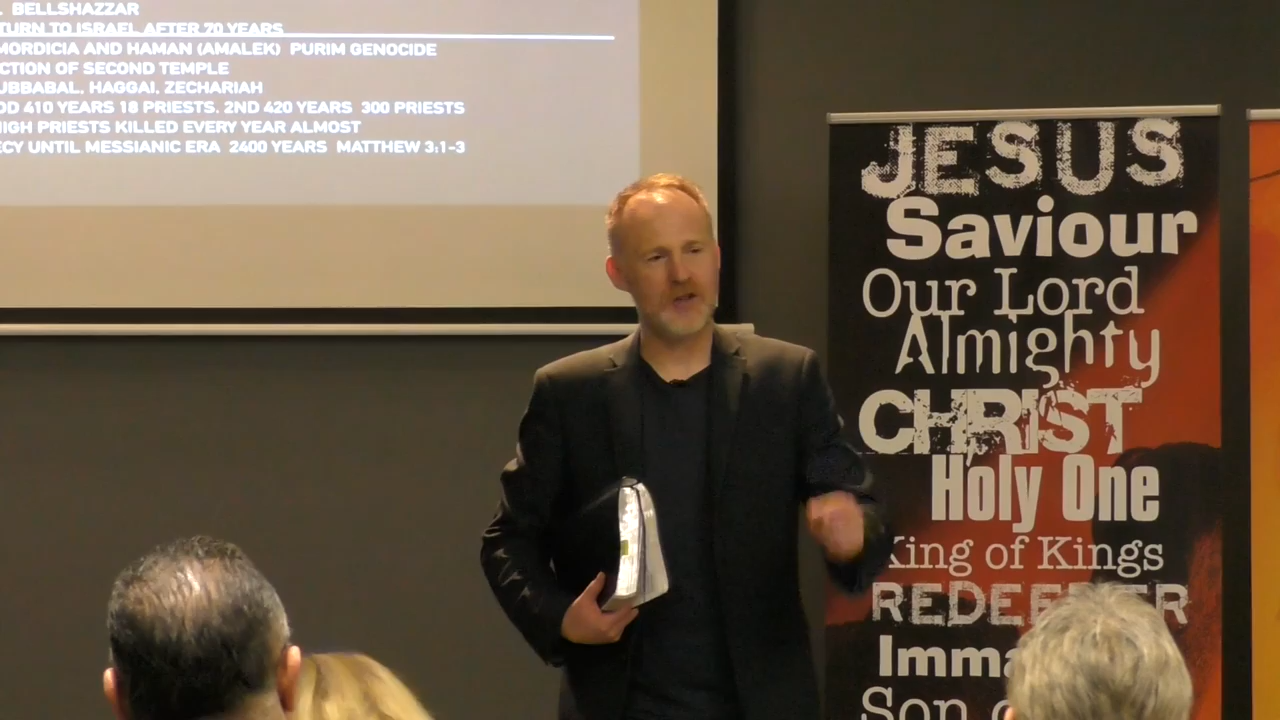 . BELLSHAZZAR
TURN TO ISRAEL AFTER 70 YEARS
MORDICIA AND HAMAN (AMALEK) PURIM GENOCIDE
CTION OF SECOND TEMPLE
UBBABAL, HAGGAI, ZECHARIAH
OD 410 YEARS 18 PRIESTS. 2ND 420 YEARS 300 PRIESTS
IGH PRIESTS KILLED EVERY YEAR ALMOST
ECY UNTIL MESSIANIC ERA 2400 YEARS MATTHEW 3:1-3
JESUS
Saviour
Our Lord
Almighty
CHRIST
Holy One
King of Kings
REDEEMER
Imma
Son o